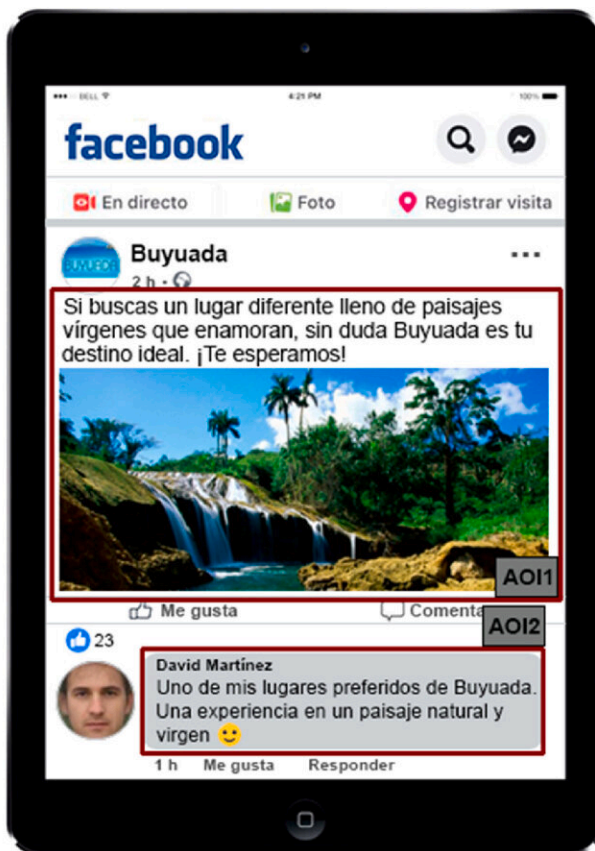 BELL
4:21 PM
100%
facebook
En directo
Foto
Registrar visita
BUYUEDA
Buyuada
2 h ·
Si buscas un lugar diferente lleno de paisajes
vírgenes que enamoran, sin duda Buyuada es tu
destino ideal. ¡Te esperamos!
AOI1
Me gusta
Comenta
AOI2
23
David Martínez
Uno de mis lugares preferidos de Buyuada.
Una experiencia en un paisaje natural y
virgen 🙂
1 h Me gusta Responder